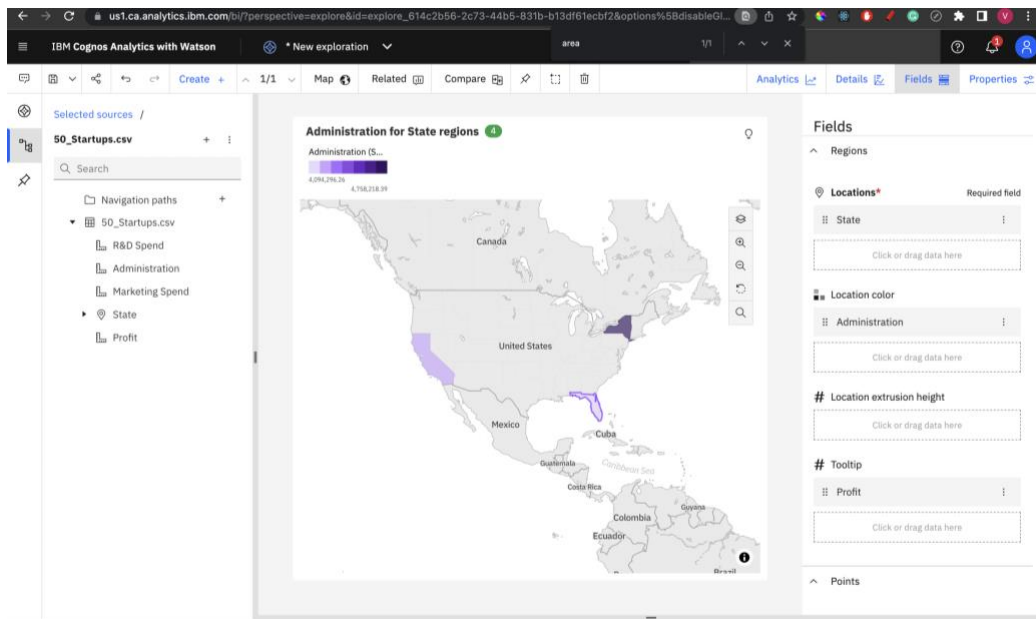 us1.ca.analytics.ibm.com/bi/?perspective=explore&id=explore_614c2b56-2c73-44b5-831b-b13df61ecbf2&options%5BdisableGl...
IBM Cognos Analytics with Watson
* New exploration
area
1/1
V
1
Create +
1/1
Map
Related
Compare
Analytics
Details
Fields
Properties
Selected sources /
50_Startups.csv
Search
Navigation paths
50_Startups.csv
R&D Spend
Administration
Marketing Spend
State
Profit
Administration for State regions 4
Administration (S...
4,094,296.26
4,758,218.39
Canada
United States
Mexico
Cuba
Guatemala
Caribbean Sea
Costa Rica
Guyana
Colombia
Ecuador
Brazil
Fields
Regions
Locations*
Required field
State
Click or drag data here
Location color
Administration
Click or drag data here
# Location extrusion height
Click or drag data here
# Tooltip
Profit
Click or drag data here
Points